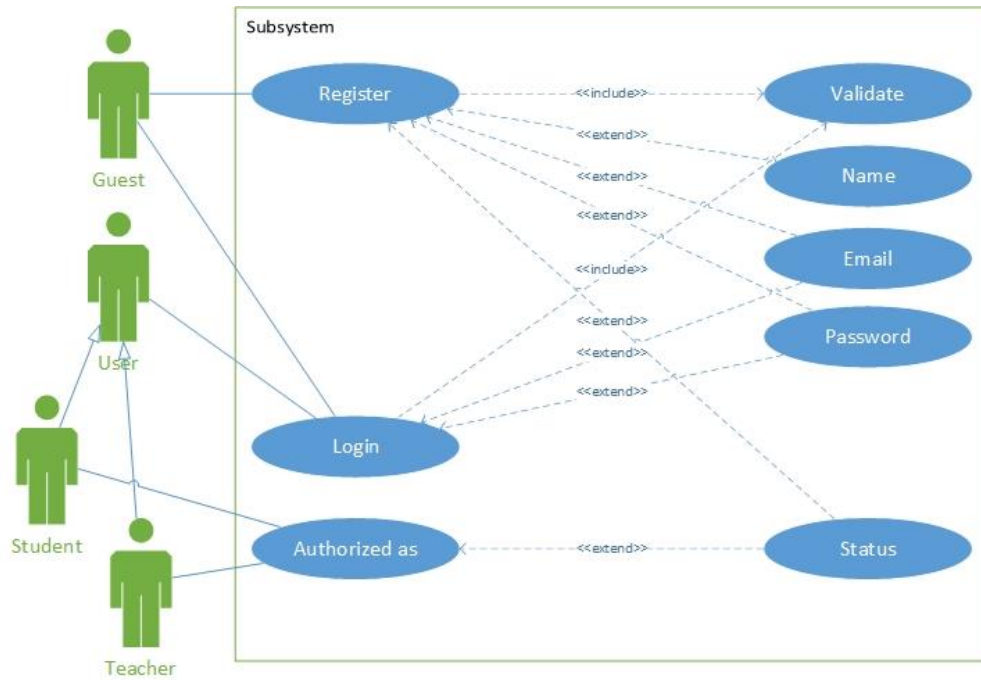 Subsystem
Register
<<include>>
Validate
Guest
<<extend>>
Name
<<extend>>
<<extend>>
Email
<<include>>
User
<<extend>>
Password
<<extend>>
<<extend>>
Login
Student
Authorized as
<<extend>>
Status
Teacher